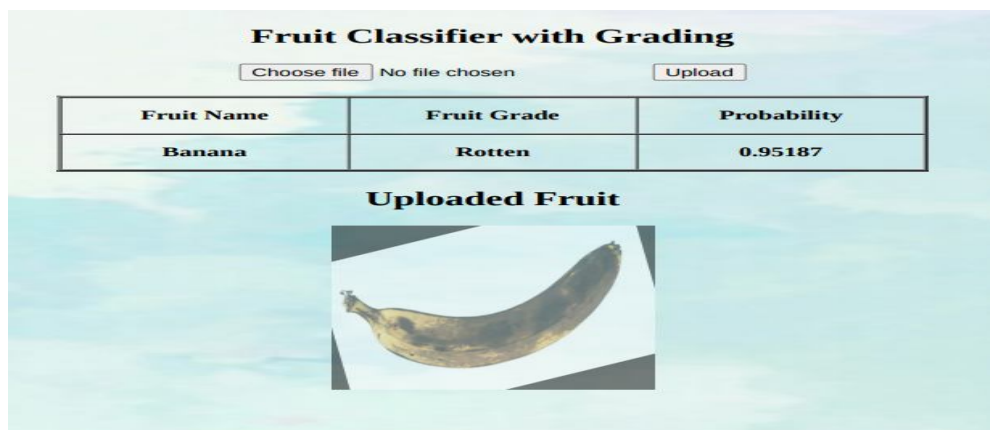 Fruit Classifier with Grading
Choose file No file chosen Upload
Fruit Name Fruit Grade Probability
Banana Rotten 0.95187
Uploaded Fruit